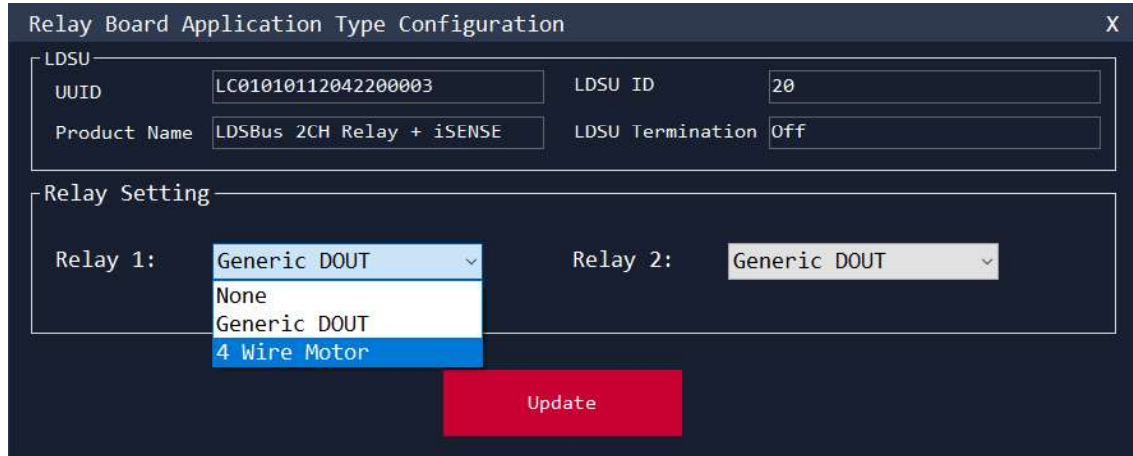 Relay Board Application Type Configuration X
LDSU
UUID LC01010112042200003 LDSU ID 20
Product Name LDSBus 2CH Relay + iSENSE LDSU Termination Off
Relay Setting
Relay 1: Generic DOUT Relay 2: Generic DOUT
None
Generic DOUT
4 Wire Motor
Update